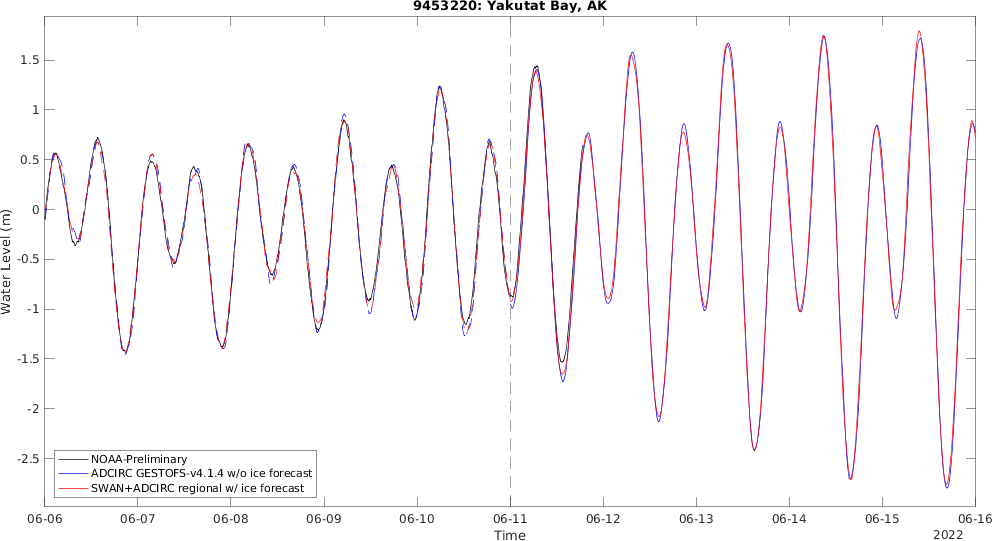 9453220: Yakutat Bay, AK
Water Level (m)
1.5
1
0.5
0
-0.5
-1
-1.5
-2
-2.5
NOAA-Preliminary
ADCIRC GESTOFS-v4.1.4 w/o ice forecast
SWAN+ADCIRC regional w/ ice forecast
06-06 06-07 06-08 06-09 06-10 06-11 06-12 06-13 06-14 06-15 06-16
Time
2022